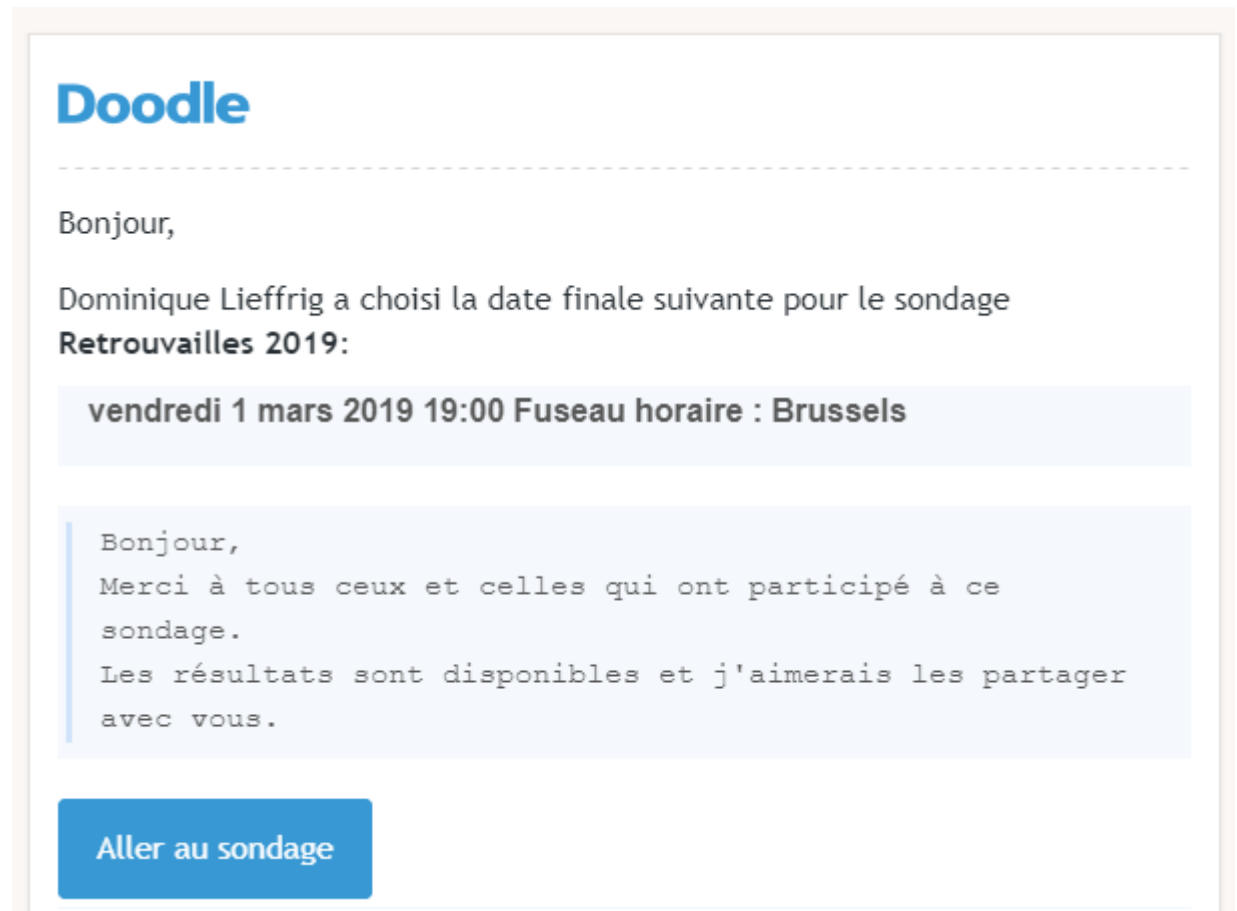 Doodle
Bonjour,
Dominique Lieffrig a choisi la date finale suivante pour le sondage
Retrouvailles 2019:
vendredi 1 mars 2019 19:00 Fuseau horaire : Brussels
Bonjour,
Merci à tous ceux et celles qui ont participé à ce
sondage.
Les résultats sont disponibles et j'aimerais les partager
avec vous.
Aller au sondage